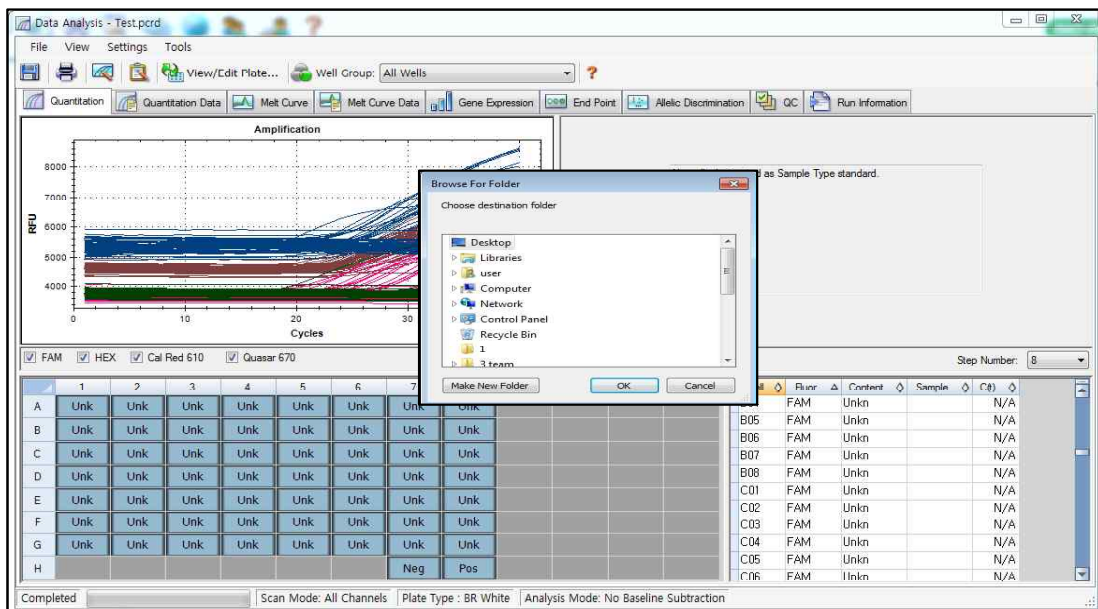 Data Analysis - Test.pcrd
File View Settings Tools
View/Edit Plate... Well Group: All Wells
Quantitation Quantitation Data Melt Curve Melt Curve Data Gene Expression End Point Allelic Discrimination QC Run Information
Amplification
8000
7000
6000
5000
4000
RFU
0 10 20 30
Cycles
d as Sample Type standard.
Browse For Folder
Choose destination folder
Desktop
Libraries
user
Computer
Network
Control Panel
Recycle Bin
1
3 team
Make New Folder OK Cancel
FAM HEX Cal Red 610 Quasar 670
Step Number: 8
1 2 3 4 5 6 7
A Unk Unk Unk Unk Unk Unk Unk Unk
B Unk Unk Unk Unk Unk Unk Unk Unk
C Unk Unk Unk Unk Unk Unk Unk Unk
D Unk Unk Unk Unk Unk Unk Unk Unk
E Unk Unk Unk Unk Unk Unk Unk Unk
F Unk Unk Unk Unk Unk Unk Unk Unk
G Unk Unk Unk Unk Unk Unk Unk Unk
H Neg Pos
Fluor Content Sample C(t)
B04 FAM Unkn N/A
B05 FAM Unkn N/A
B06 FAM Unkn N/A
B07 FAM Unkn N/A
B08 FAM Unkn N/A
C01 FAM Unkn N/A
C02 FAM Unkn N/A
C03 FAM Unkn N/A
C04 FAM Unkn N/A
C05 FAM Unkn N/A
C06 FAM Unkn N/A
Completed Scan Mode: All Channels Plate Type : BR White Analysis Mode: No Baseline Subtraction